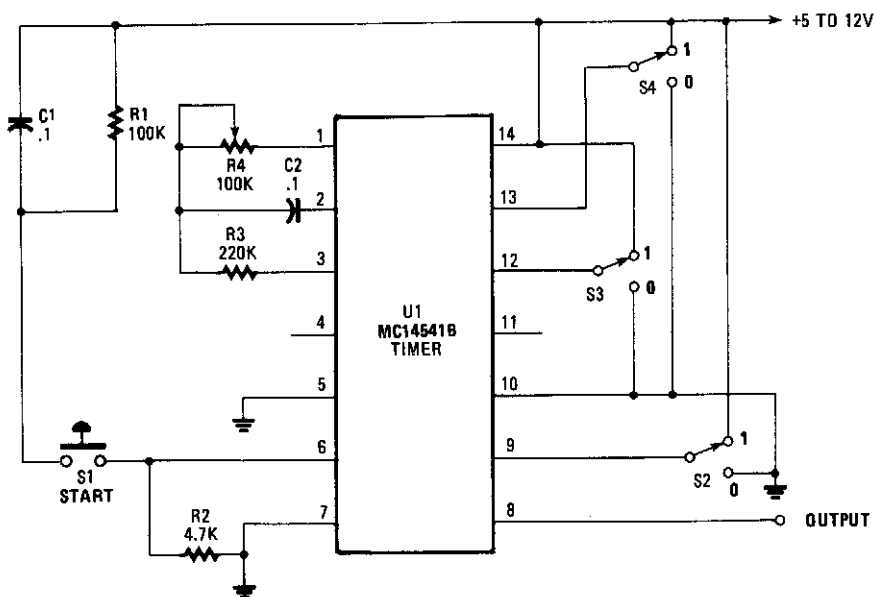 +5 TO 12V
C1
.1
R1
100K
R4
100K
C2
.1
R3
220K
1
2
3
4
5
6
7
U1
MC14541B
TIMER
14
13
12
11
10
9
8
S4
1
0
S3
1
0
S2
1
0
S1
START
R2
4.7K
OUTPUT